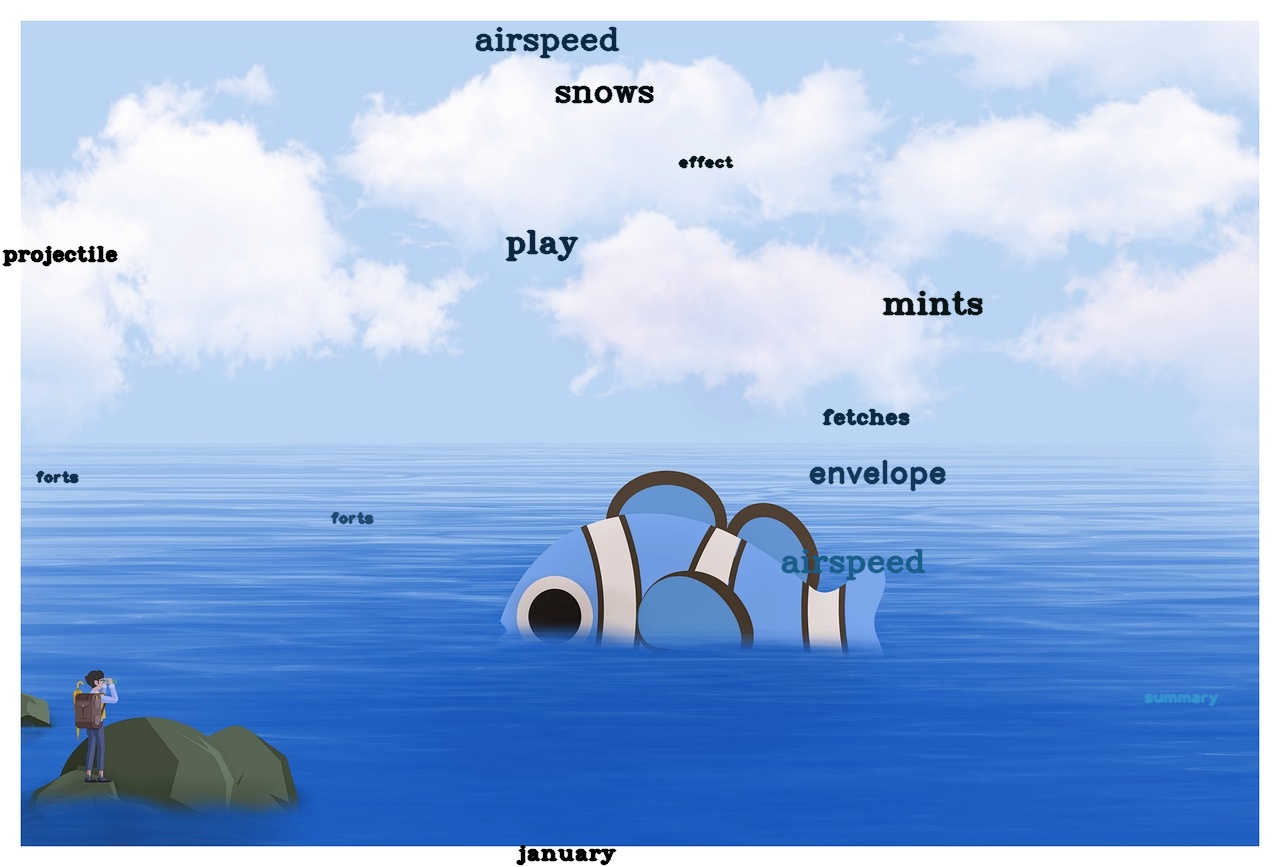 airspeed
snows
effect
play
projectile
mints
fetches
envelope
forts
forts
airspeed
summary
january